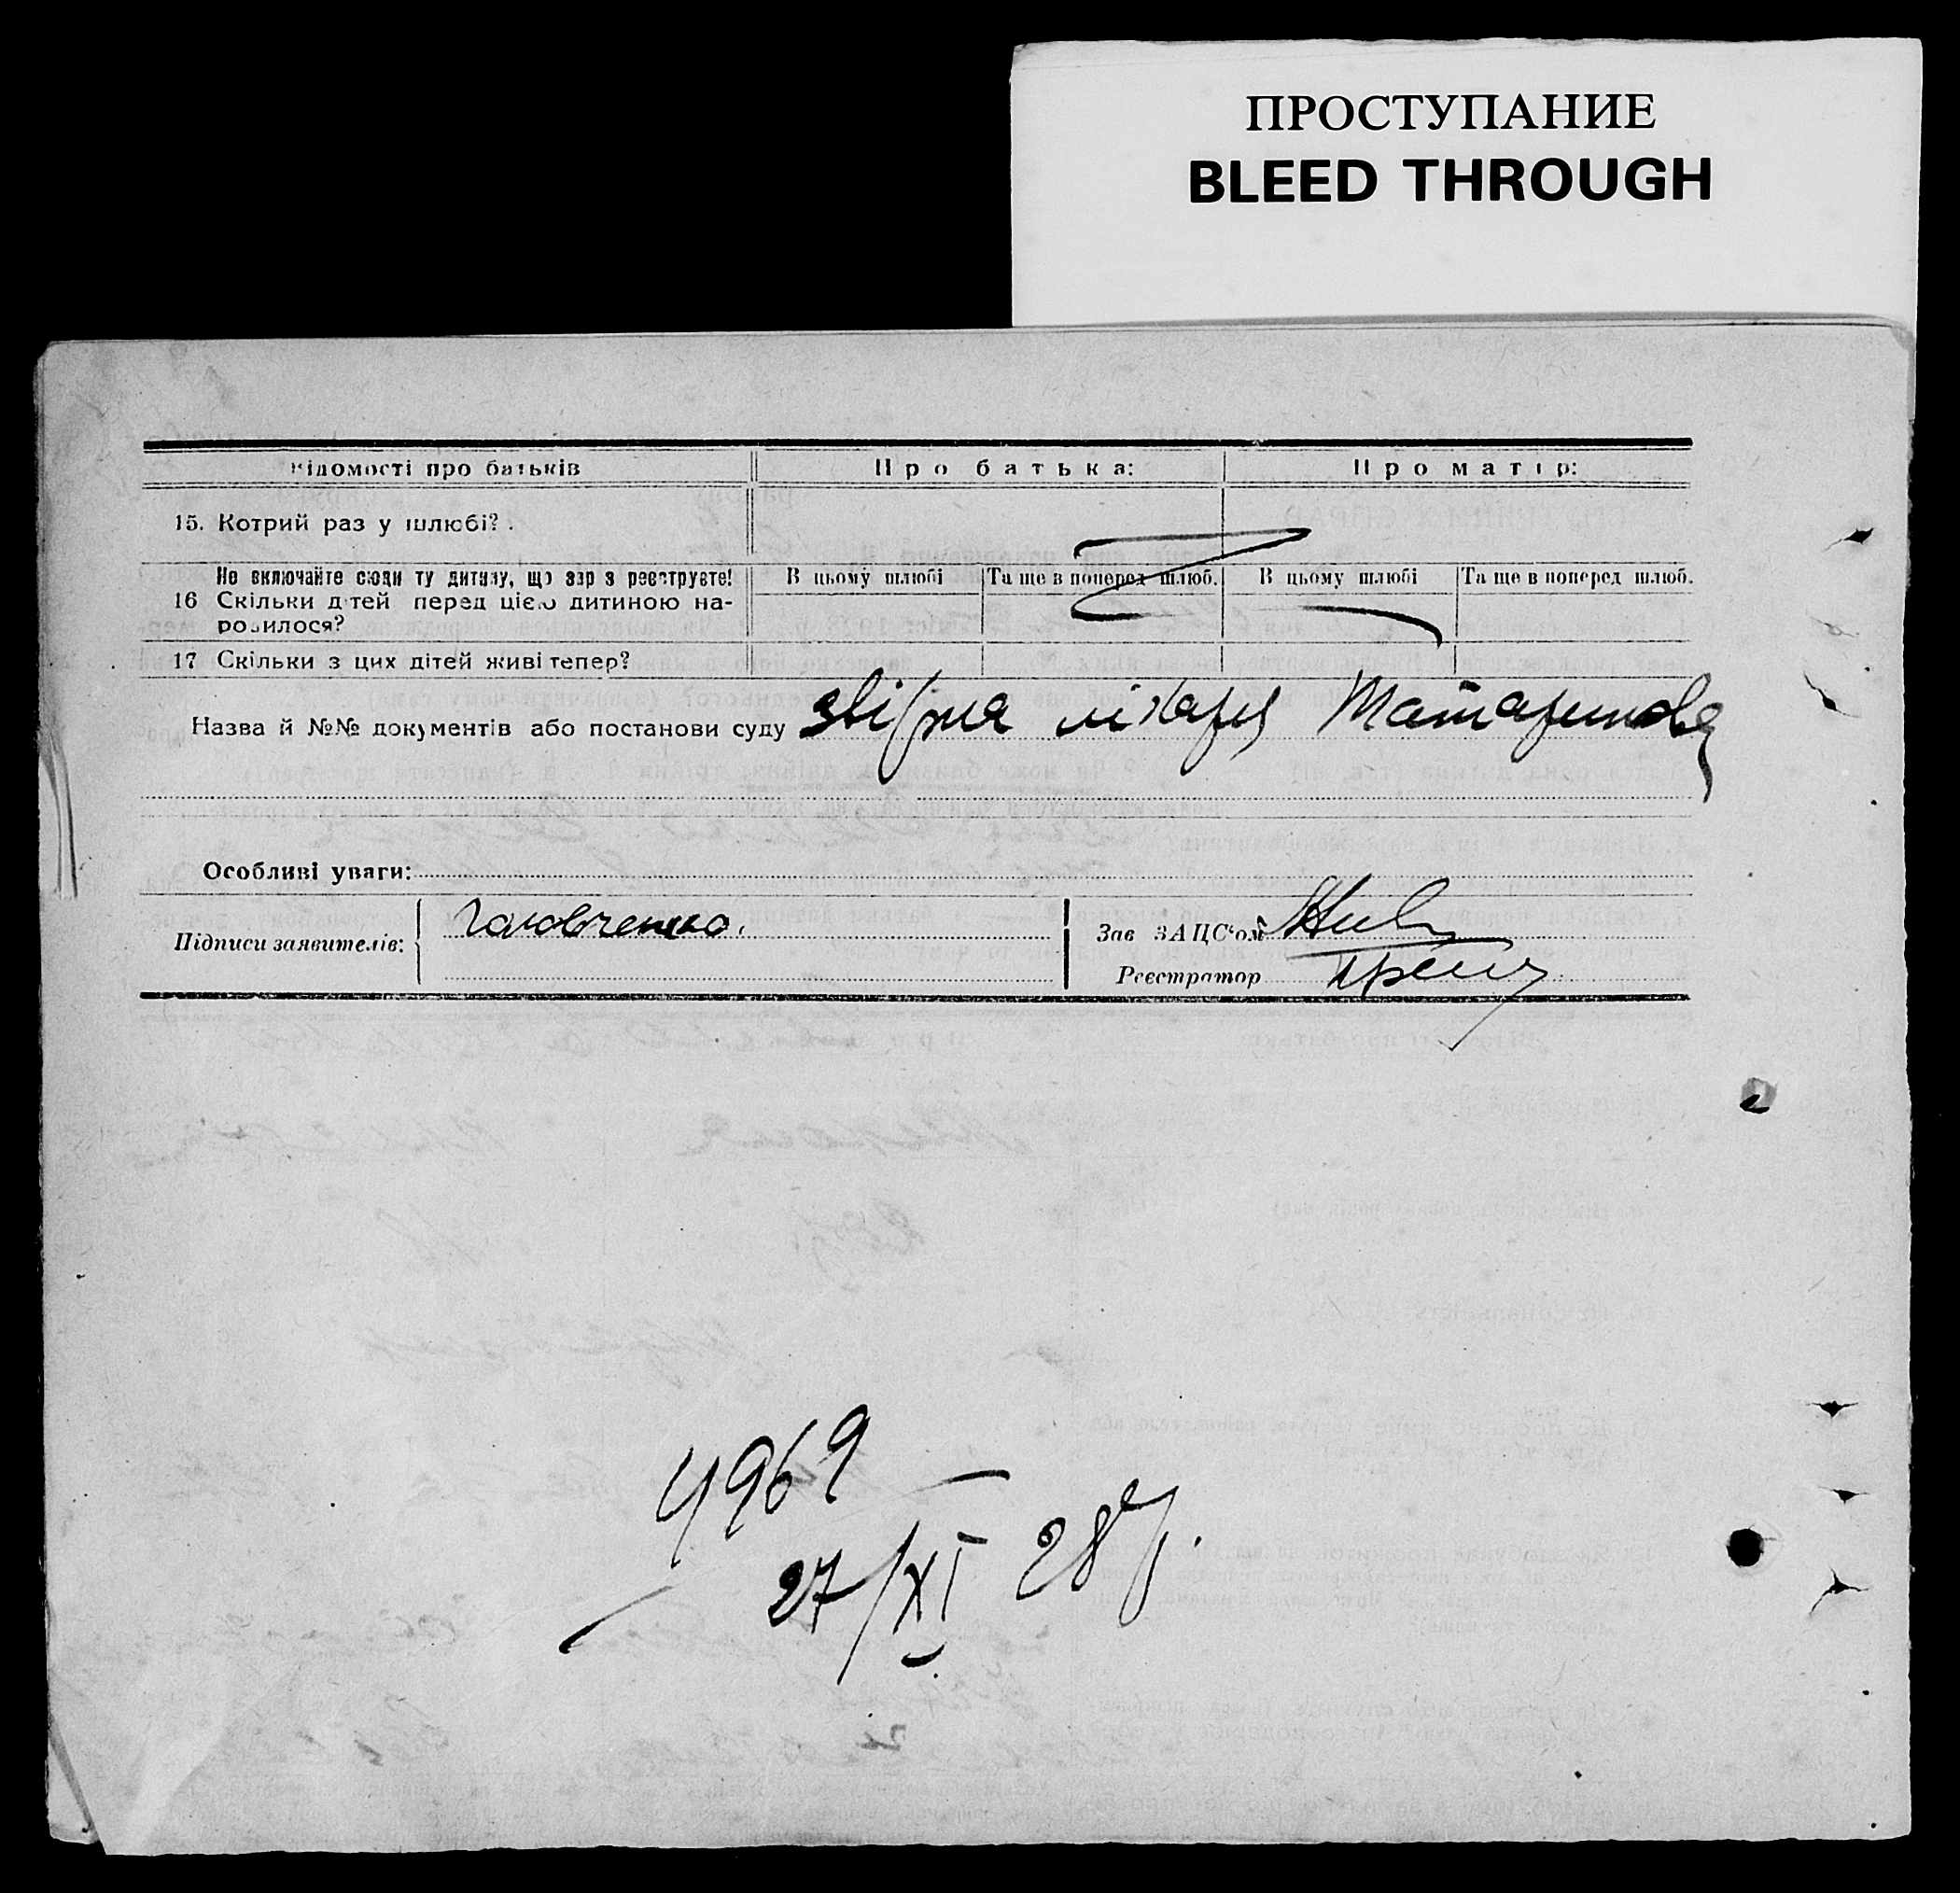 ПРОСТУПАНИЕ
BLEED THROUGH
Відомості про батьків
Про батька:
Про матір:
15. Котрий раз у шлюбі?
Не включайте сюди ту дитину, що зар з реєструєте!
В цьому шлюбі
Та ще в поперед шлюб.
В цьому шлюбі
Та ще в поперед шлюб.
16 Скільки дітей перед цією дитиною на-
родилося?
17 Скільки з цих дітей живі тепер?
Назва й №№ документів або постанови суду звірка лікаря Татаринова
Особливі уваги:
Підписи заявителів: Головченко.
Зав ЗАЦС'ом
Реєстратор
4969 —
27/XI 28 р.